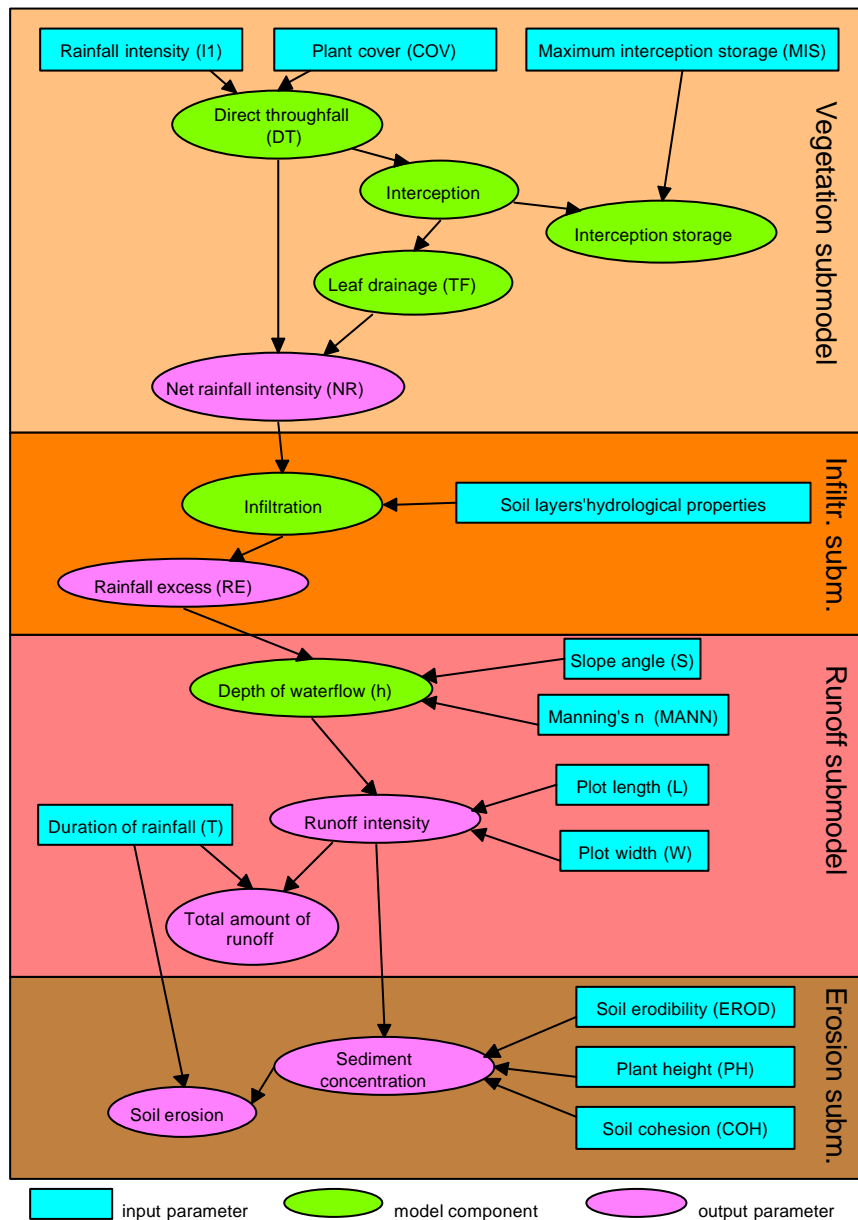 Rainfall intensity (I1)
Plant cover (COV)
Maximum interception storage (MIS)
Direct throughfall
(DT)
Interception
Interception storage
Leaf drainage (TF)
Net rainfall intensity (NR)
Vegetation submodel
Infiltration
Soil layers'hydrological properties
Rainfall excess (RE)
Infiltr. subm.
Slope angle (S)
Depth of waterflow (h)
Manning's n (MANN)
Plot length (L)
Duration of rainfall (T)
Runoff intensity
Plot width (W)
Total amount of
runoff
Runoff submodel
Soil erodibility (EROD)
Sediment
concentration
Plant height (PH)
Soil erosion
Soil cohesion (COH)
Erosion subm.
input parameter
model component
output parameter